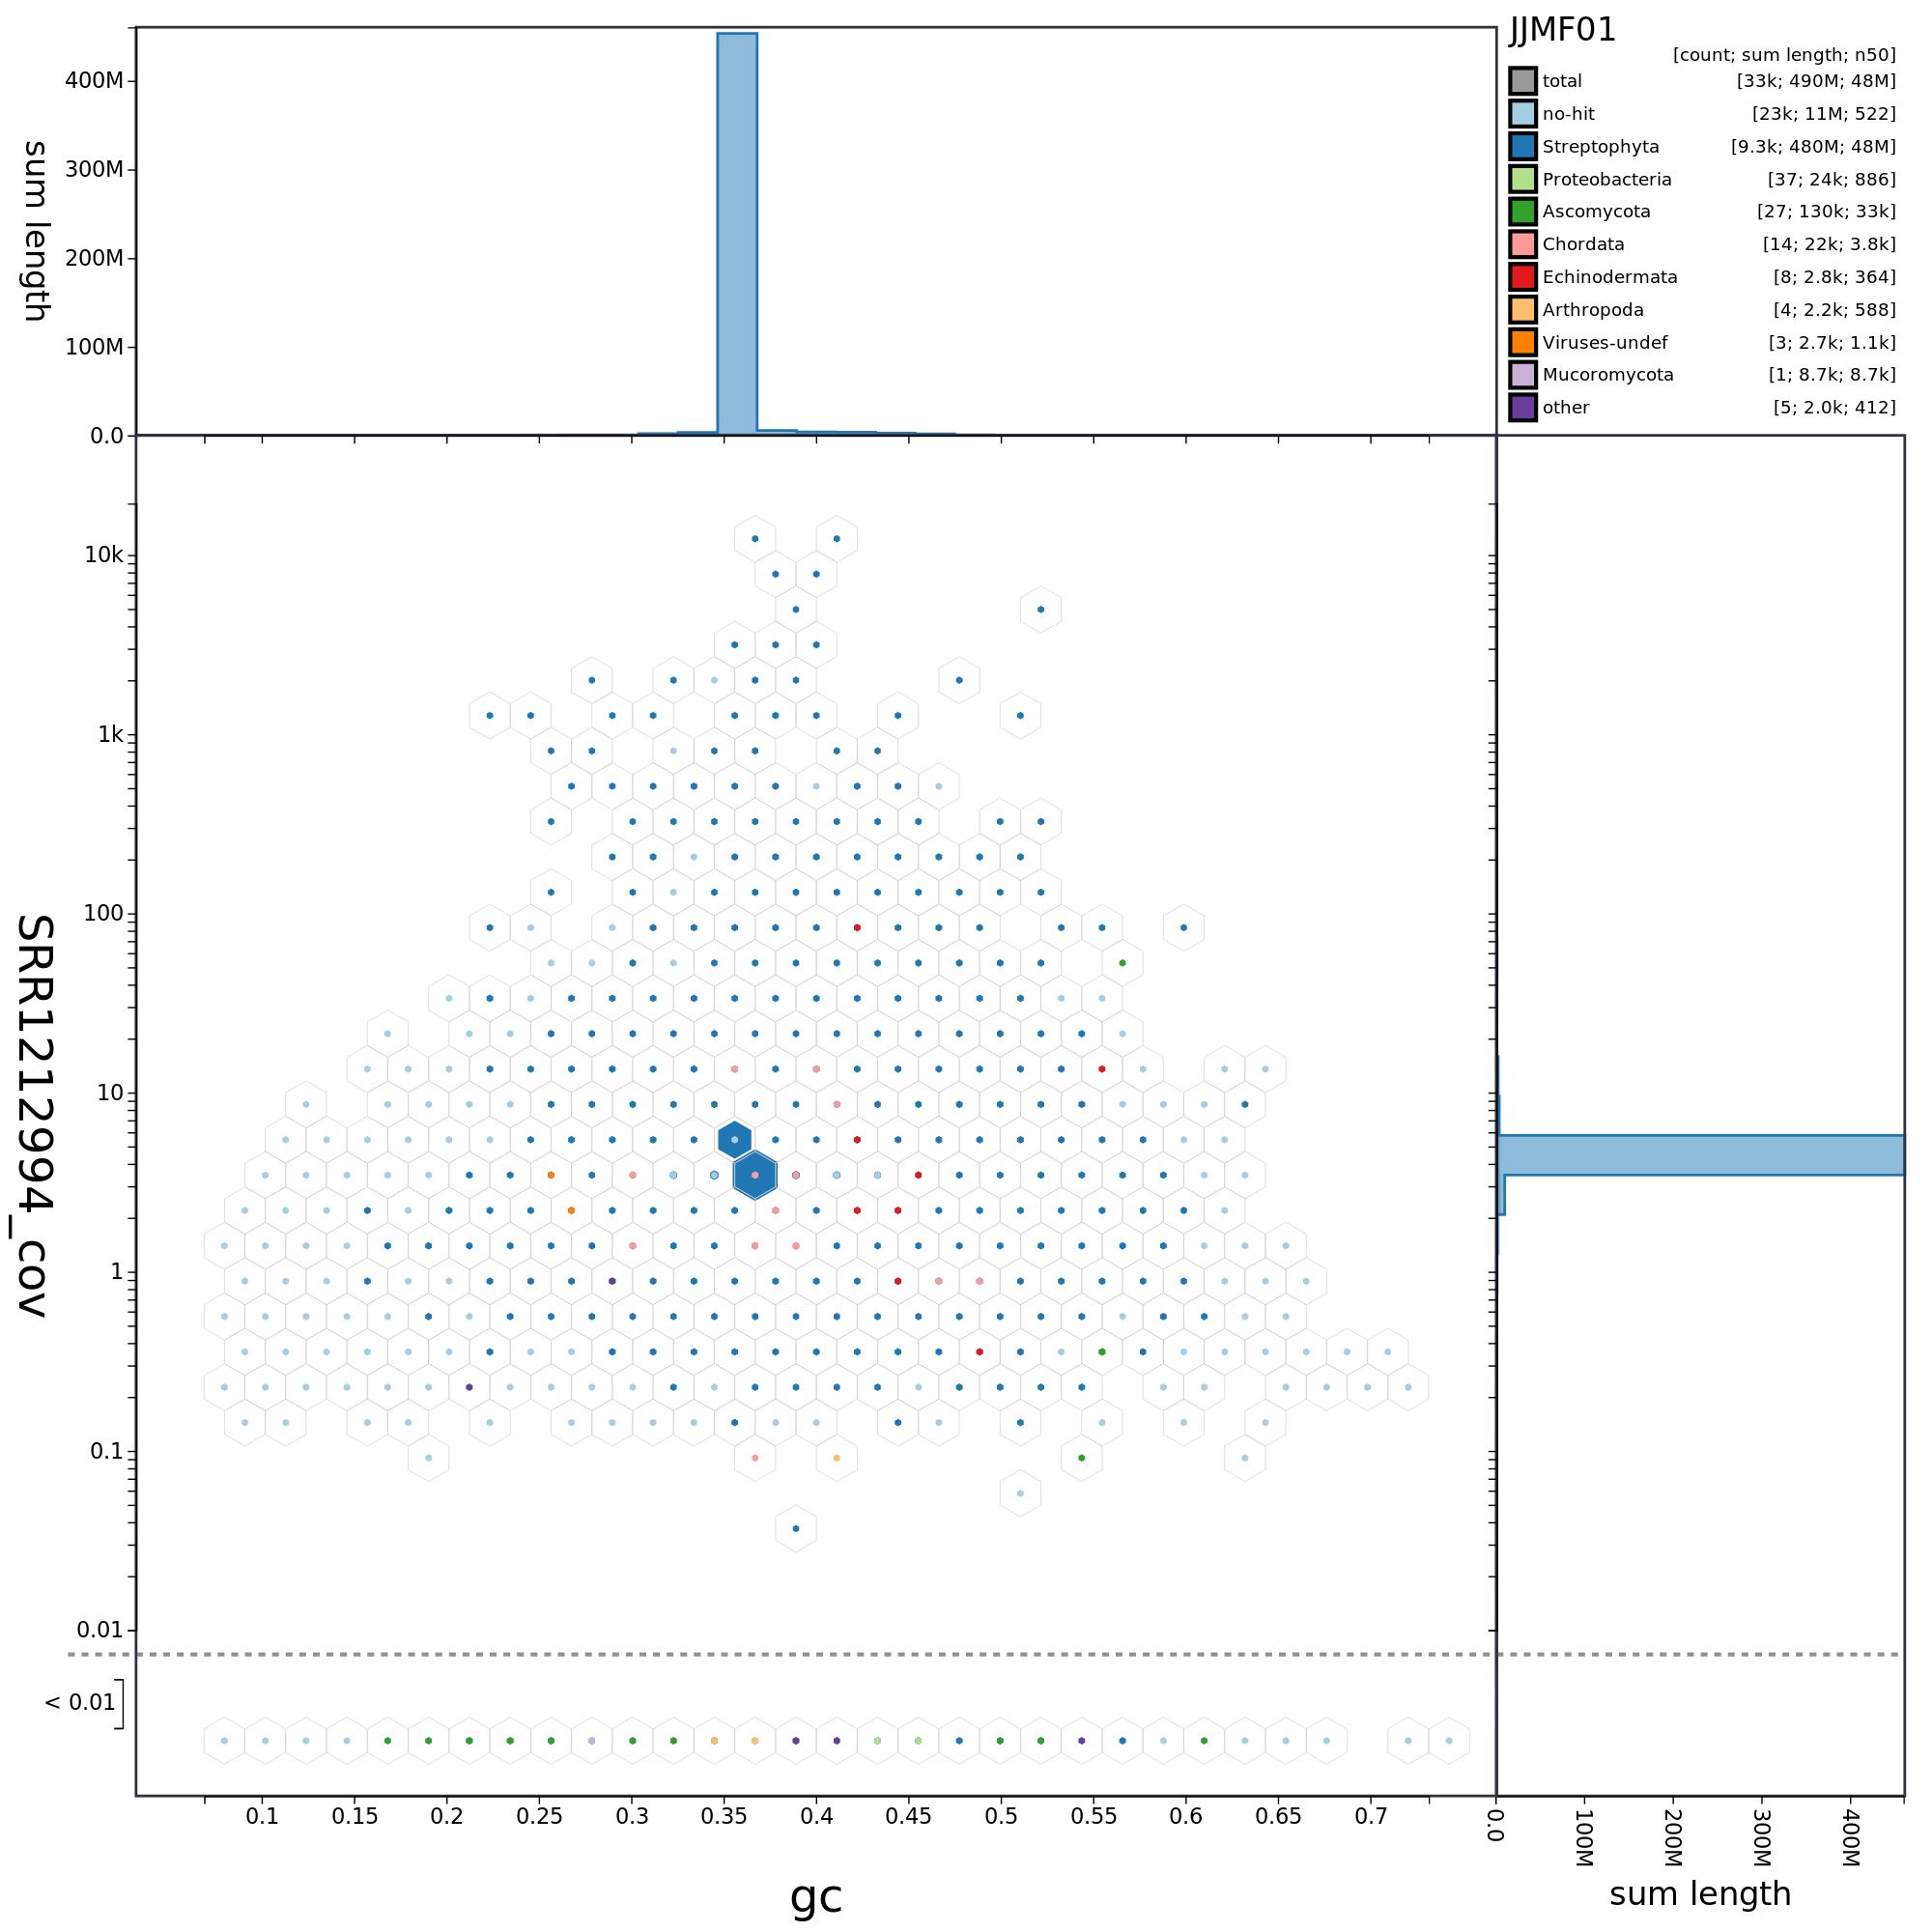 JJMF01
[count; sum length; n50]
total [33k; 490M; 48M]
no-hit [23k; 11M; 522]
Streptophyta [9.3k; 480M; 48M]
Proteobacteria [37; 24k; 886]
Ascomycota [27; 130k; 33k]
Chordata [14; 22k; 3.8k]
Echinodermata [8; 2.8k; 364]
Arthropoda [4; 2.2k; 588]
Viruses-undef [3; 2.7k; 1.1k]
Mucoromycota [1; 8.7k; 8.7k]
other [5; 2.0k; 412]
sum length
400M
300M
200M
100M
0.0
SRR12112994_cov
10k
1k
100
10
1
0.1
0.01
< 0.01
0.1 0.15 0.2 0.25 0.3 0.35 0.4 0.45 0.5 0.55 0.6 0.65 0.7
gc
0.0 100M 200M 300M 400M
sum length